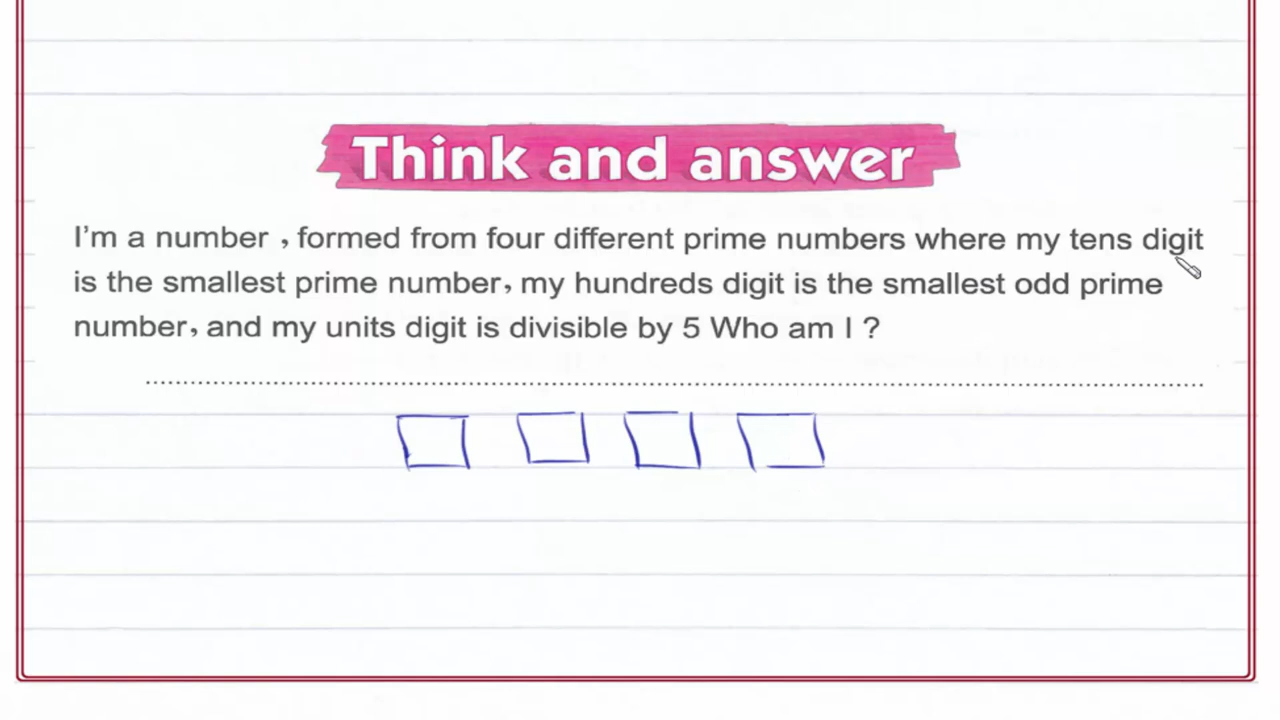 Think and answer
I'm a number , formed from four different prime numbers where my tens digit
is the smallest prime number, my hundreds digit is the smallest odd prime
number, and my units digit is divisible by 5 Who am I ?